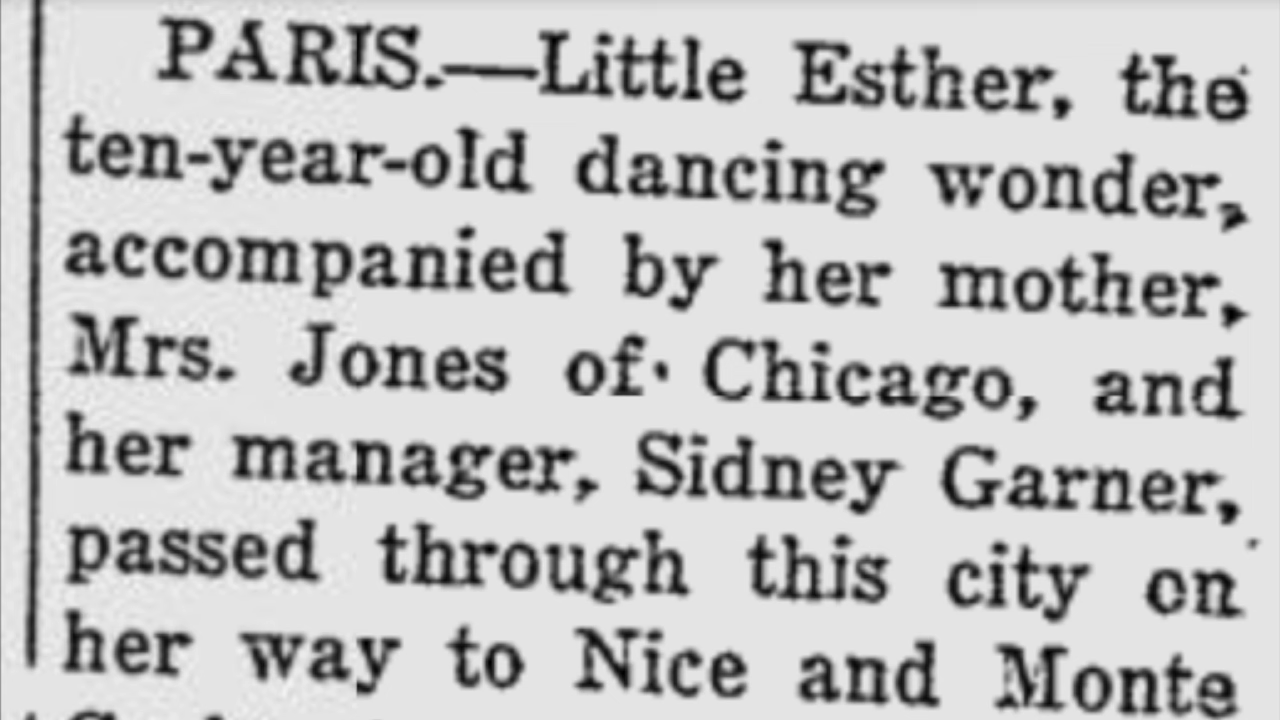 PARIS.—Little Esther, the
ten-year-old dancing wonder,
accompanied by her mother,
Mrs. Jones of Chicago, and
her manager, Sidney Garner,
passed through this city on
her way to Nice and Monte